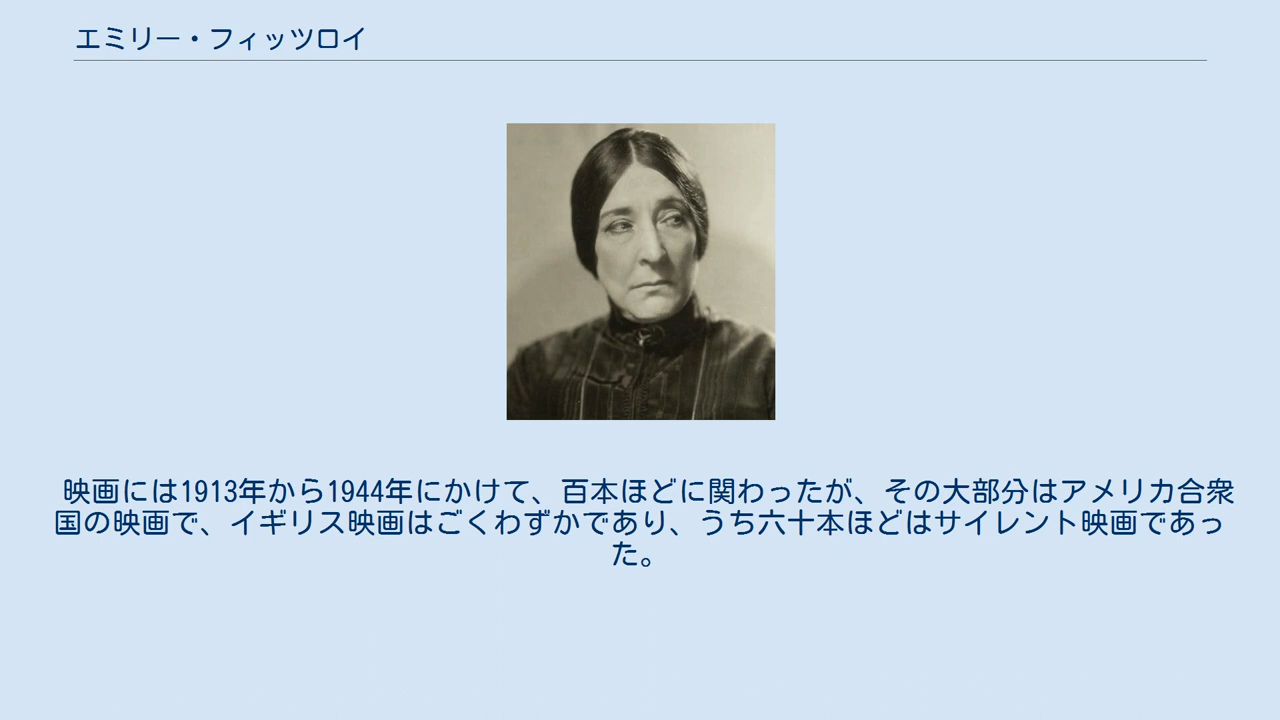 エミリー・フィッツロイ
映画には1913年から1944年にかけて、百本ほどに関わったが、その大部分はアメリカ合衆
国の映画で、イギリス映画はごくわずかであり、うち六十本ほどはサイレント映画であっ
た。